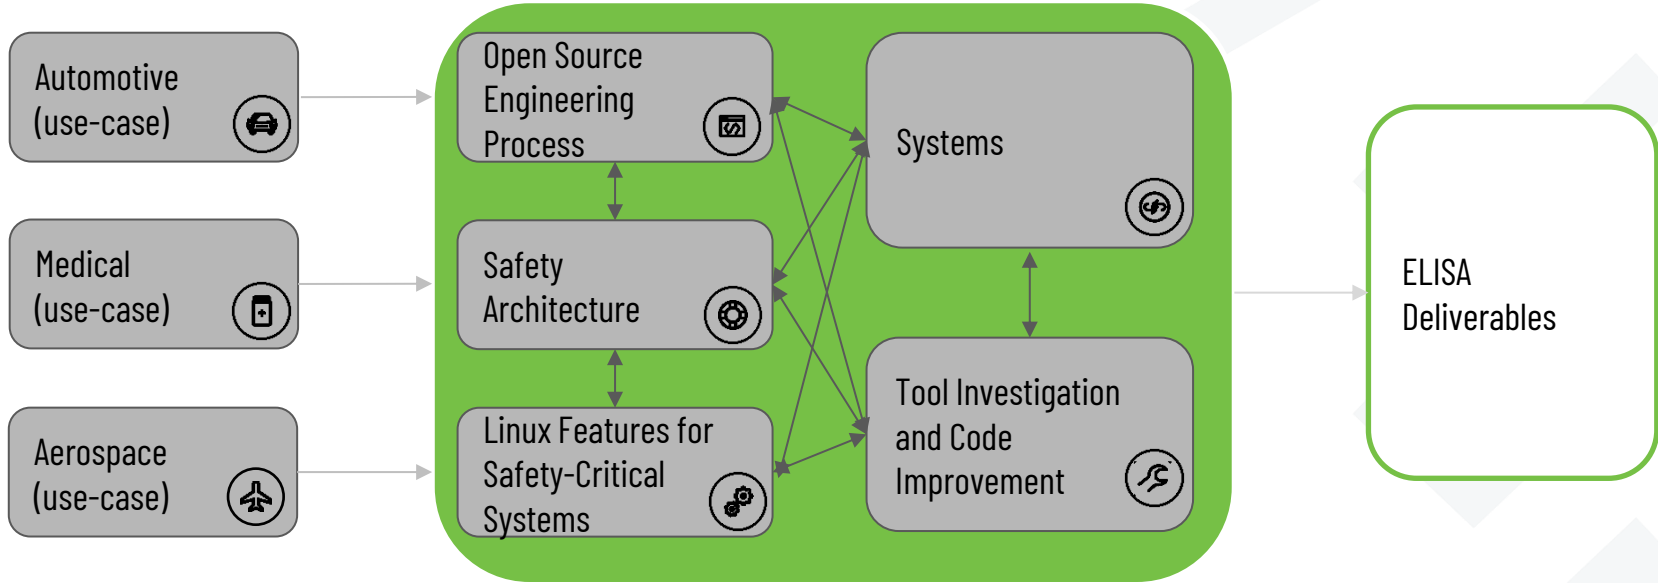 Automotive
(use-case)
Medical
(use-case)
Aerospace
(use-case)
Open Source
Engineering
Process
Safety
Architecture
Linux Features for
Safety-Critical
Systems
Systems
Tool Investigation
and Code
Improvement
ELISA
Deliverables